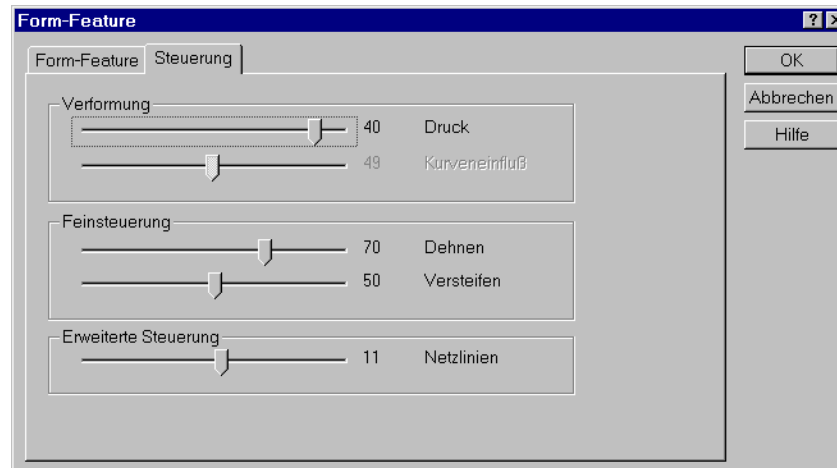 Form-Feature
Form-Feature Steuerung
OK
Abbrechen
Hilfe
Verformung
40 Druck
49 Kurveneinfluß
Feinsteuerung
70 Dehnen
50 Versteifen
Erweiterte Steuerung
11 Netzlinien